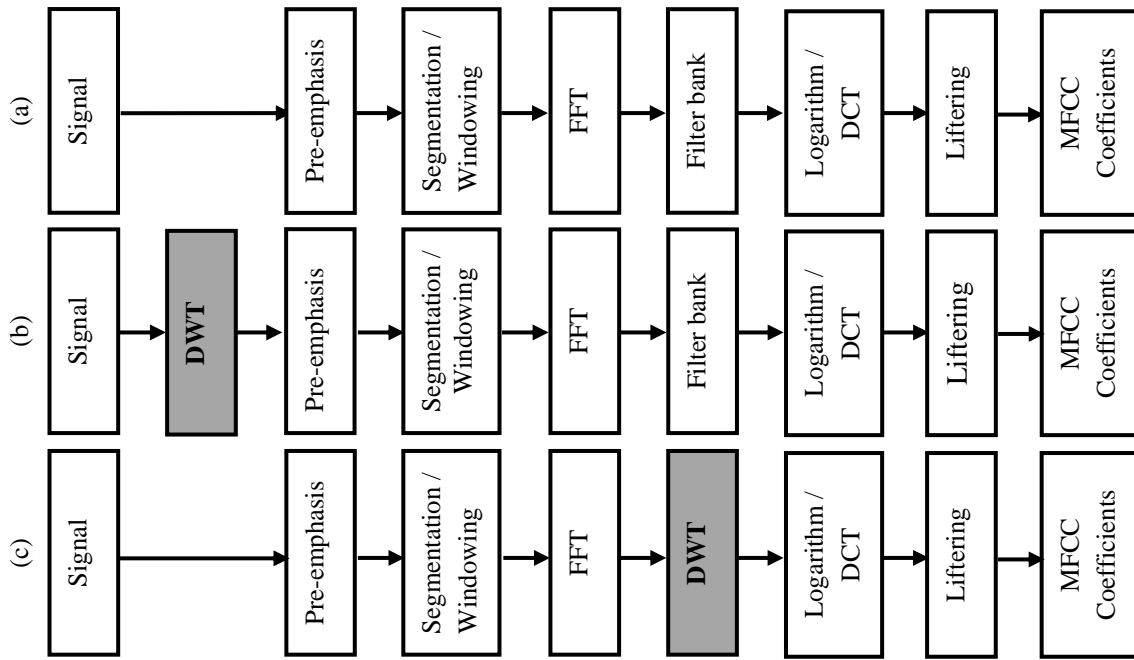 (a)
Signal
Pre-emphasis
Segmentation /
Windowing
FFT
Filter bank
Logarithm /
DCT
Liftering
MFCC
Coefficients
(b)
Signal
DWT
Pre-emphasis
Segmentation /
Windowing
FFT
Filter bank
Logarithm /
DCT
Liftering
MFCC
Coefficients
(c)
Signal
Pre-emphasis
Segmentation /
Windowing
FFT
DWT
Logarithm /
DCT
Liftering
MFCC
Coefficients